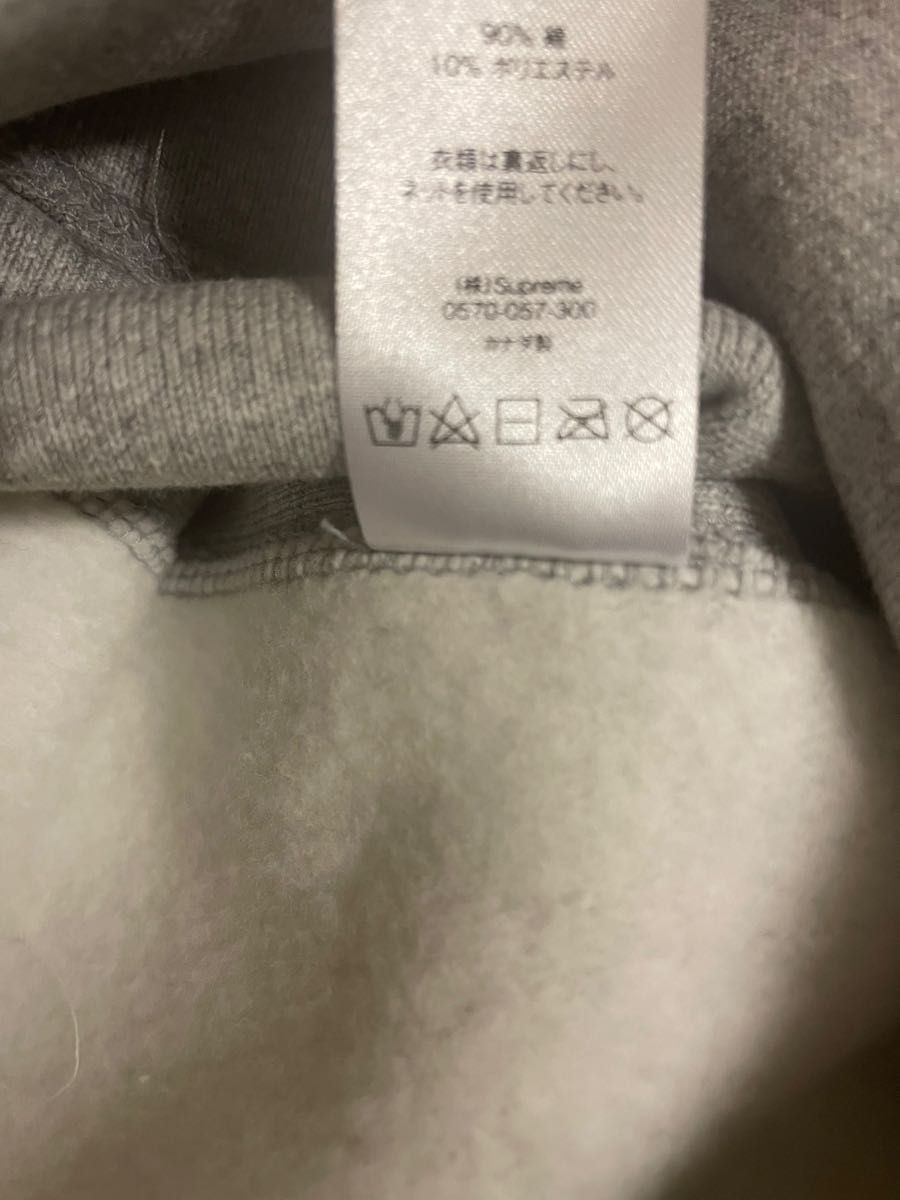 90% 綿
10% ポリエステル
衣類は裏返しにし、
ネットを使用してください。
(株)Supreme
0570-057-300
カナダ製